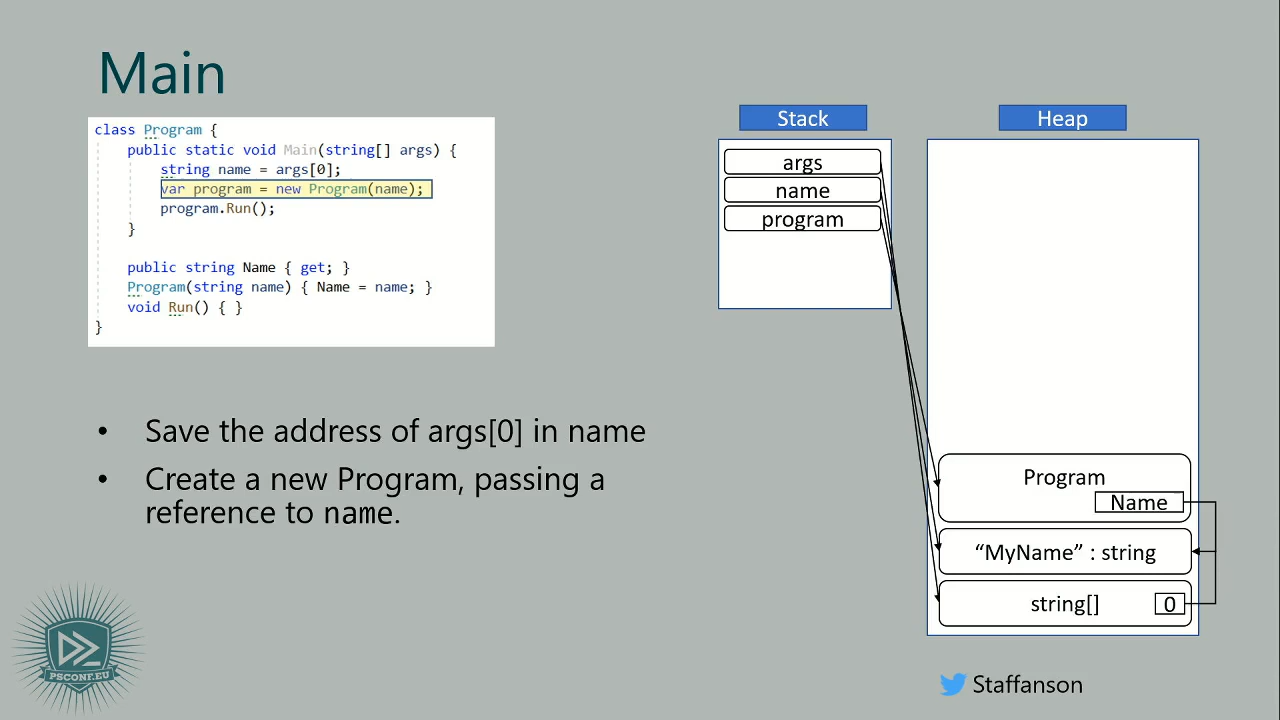 Main
class Program {
public static void Main(string[] args) {
string name = args[0];
var program = new Program(name);
program.Run();
}
public string Name { get; }
Program(string name) { Name = name; }
void Run() { }
}
• Save the address of args[0] in name
• Create a new Program, passing a
reference to name.
Stack
args
name
program
Heap
Program
Name
“MyName” : string
string[] 0
PSCONF.EU
Staffanson